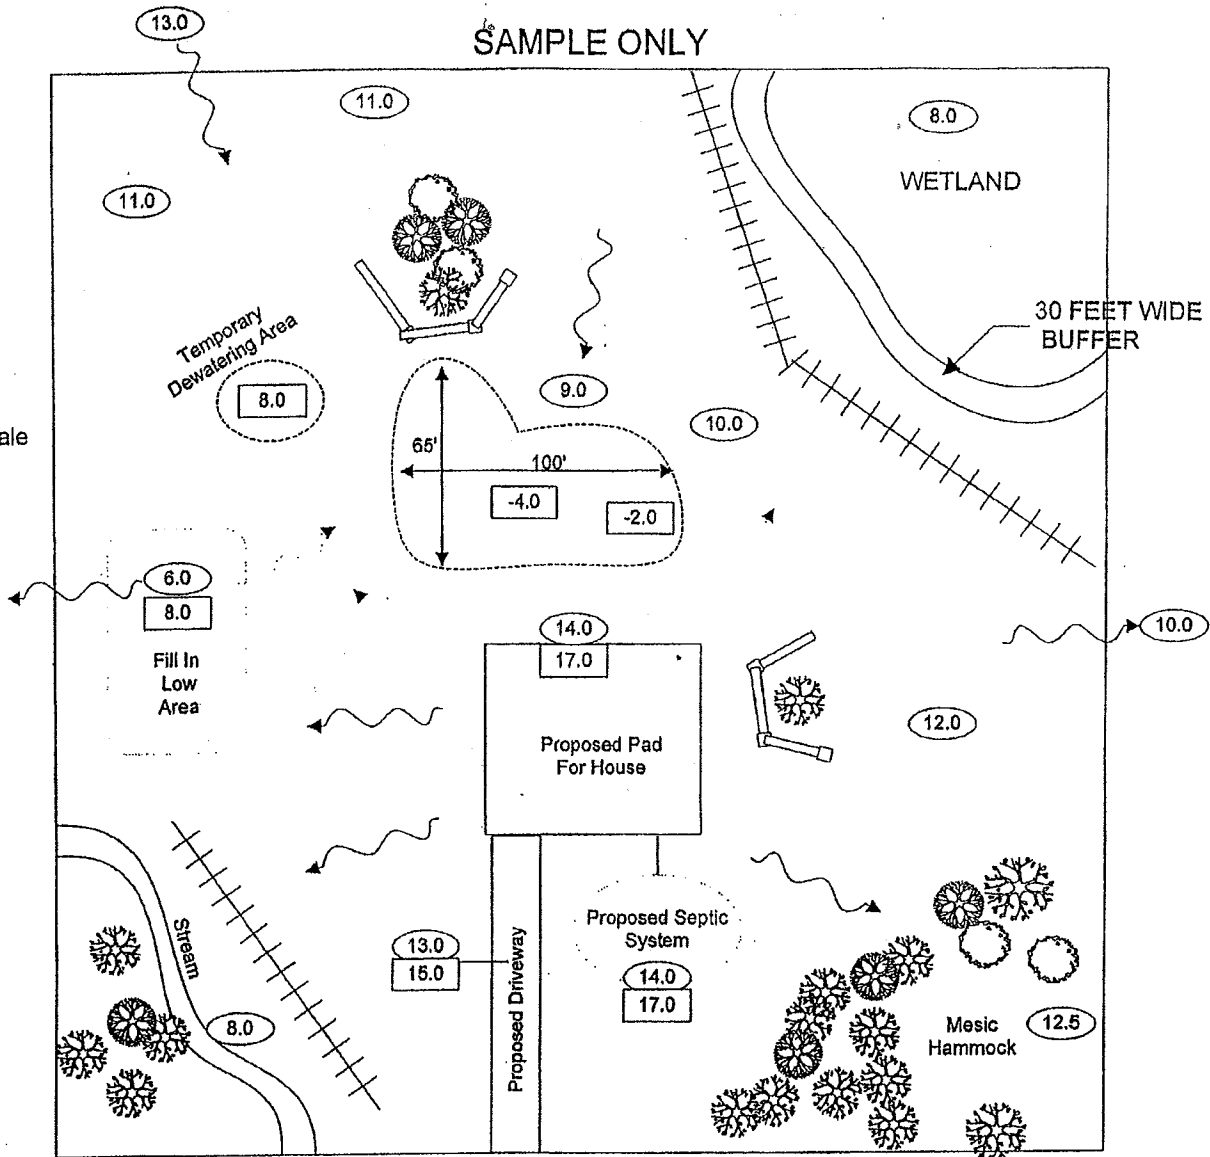 13.0
SAMPLE ONLY
11.0
8.0
WETLAND
11.0
30 FEET WIDE
BUFFER
Temporary
Dewatering Area
8.0
9.0
10.0
ale
65'
100'
-4.0
-2.0
6.0
8.0
Fill In
Low
Area
14.0
17.0
10.0
Proposed Pad
For House
12.0
Stream
Proposed Septic
System
13.0
15.0
14.0
17.0
Proposed Driveway
8.0
Mesic
Hammock
12.5